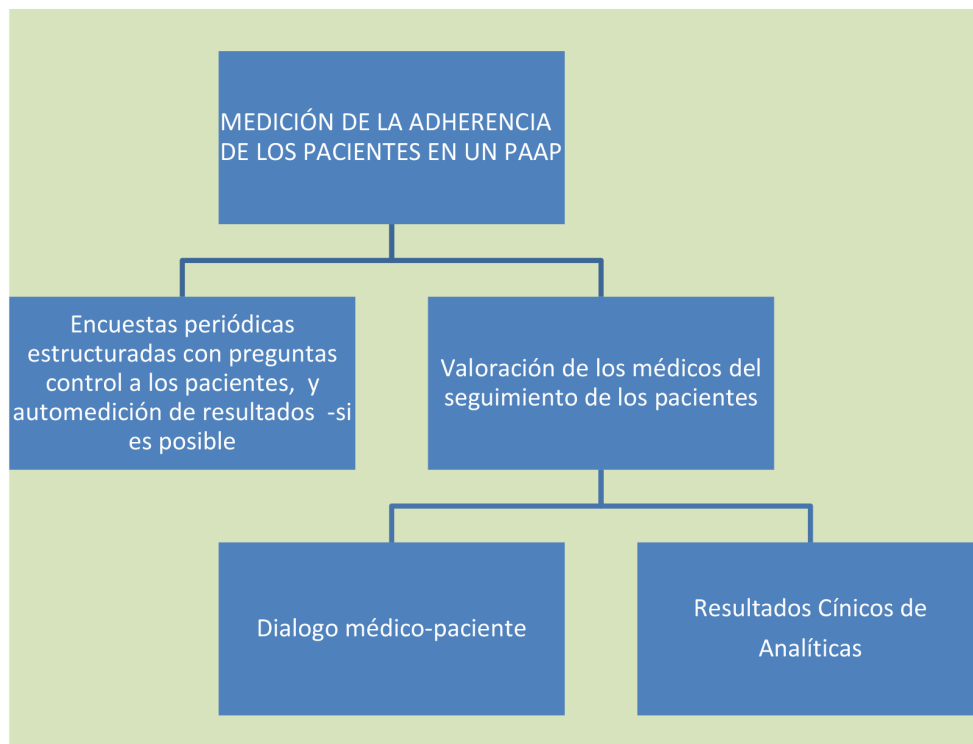 MEDICIÓN DE LA ADHERENCIA
DE LOS PACIENTES EN UN PAAP
Encuestas periódicas
estructuradas con preguntas
control a los pacientes, y
automedición de resultados -si
es posible
Valoración de los médicos del
seguimiento de los pacientes
Dialogo médico-paciente
Resultados Cínicos de
Analíticas